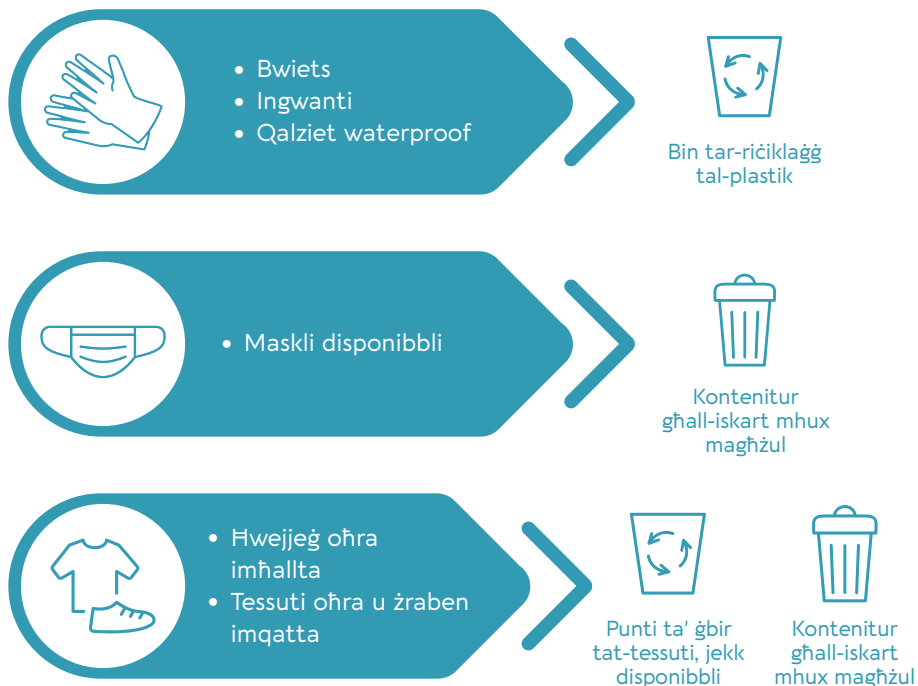 • Bwiets
• Ingwanti
• Qalziet waterproof
Bin tar-riċiklaġġ
tal-plastik
• Maskli disponibbli
Kontenitur
għall-iskart mhux
magħżul
• Ħwejjeġ oħra
imħallta
• Tessuti oħra u żraben
imqatta
Punti ta' ġbir
tat-tessuti, jekk
disponibbli
Kontenitur
għall-iskart
mhux magħżul